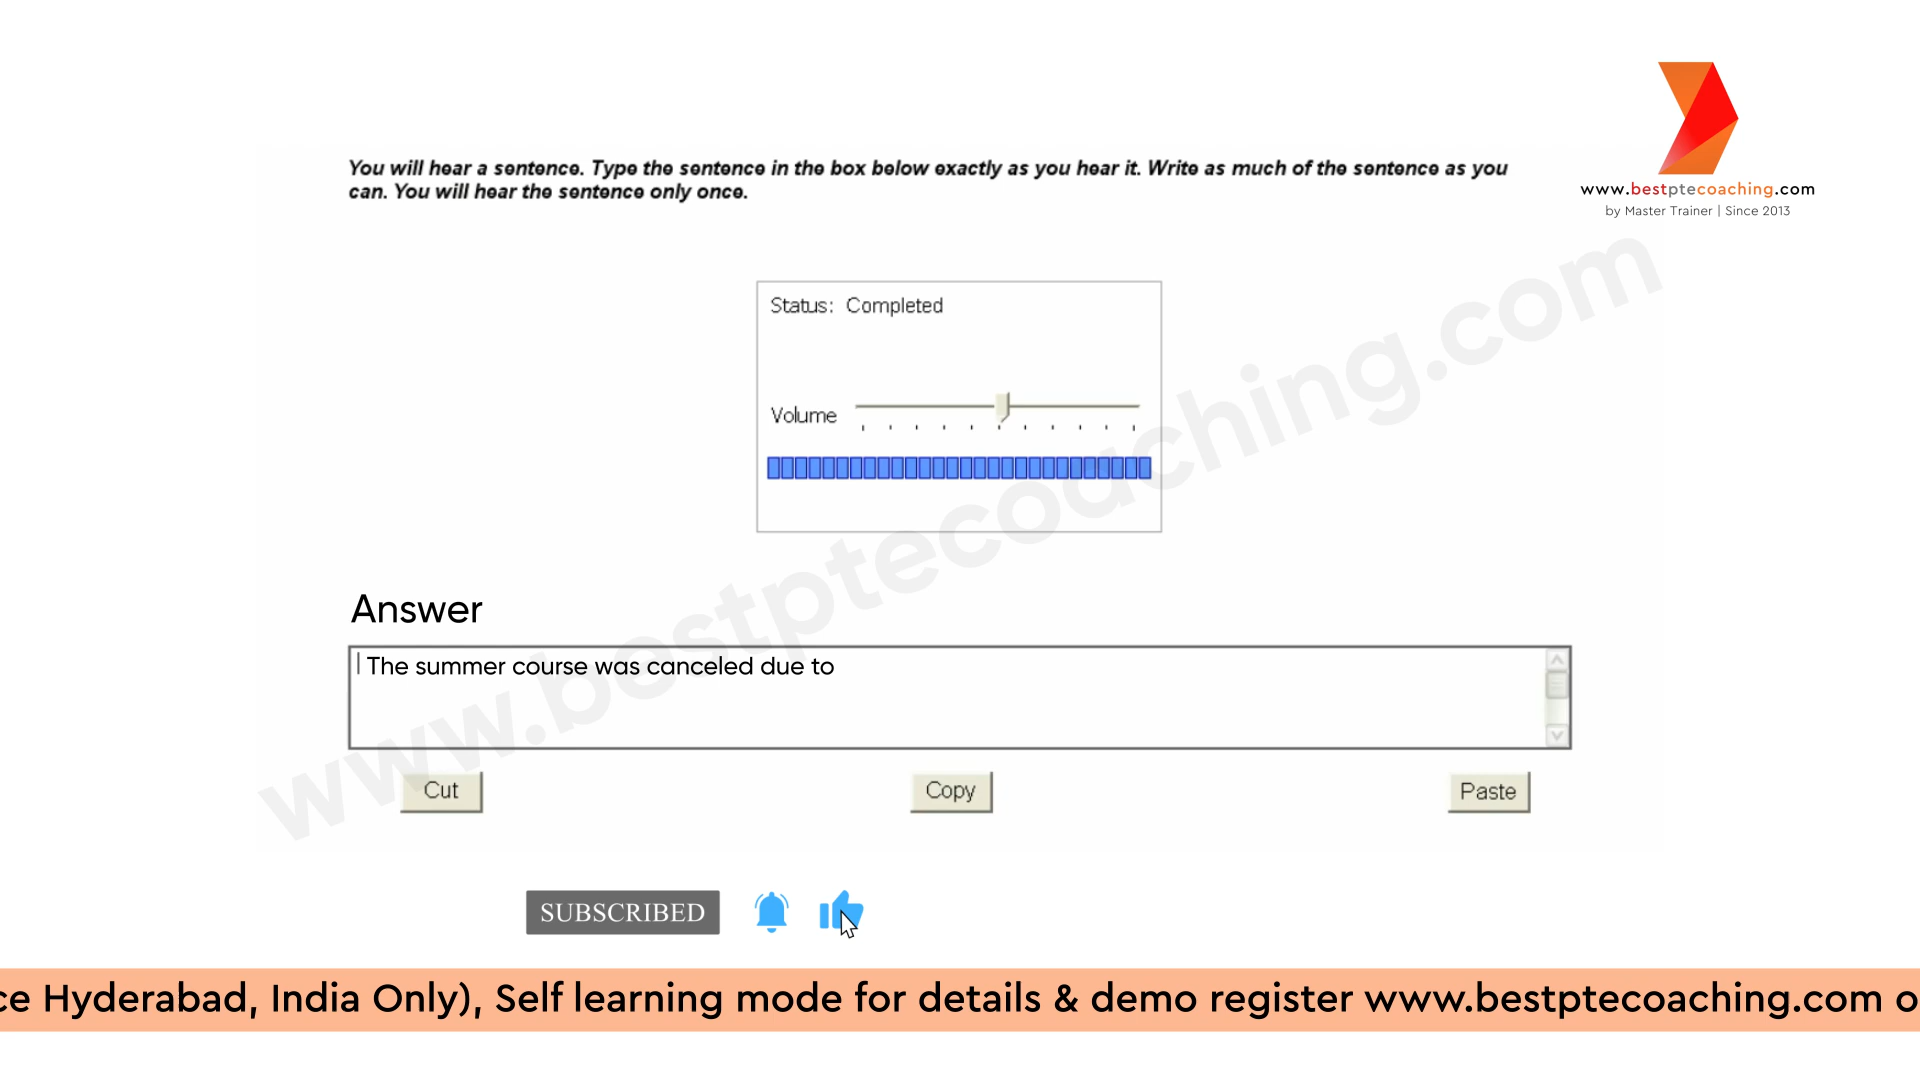 You will hear a sentence. Type the sentence in the box below exactly as you hear it. Write as much of the sentence as you
can. You will hear the sentence only once.
www.bestptecoaching.com
by Master Trainer | Since 2013
Status: Completed
Volume
www.bestptecoaching.com
Answer
The summer course was canceled due to
Cut
Copy
Paste
SUBSCRIBED
ce Hyderabad, India Only), Self learning mode for details & demo register www.bestptecoaching.com o